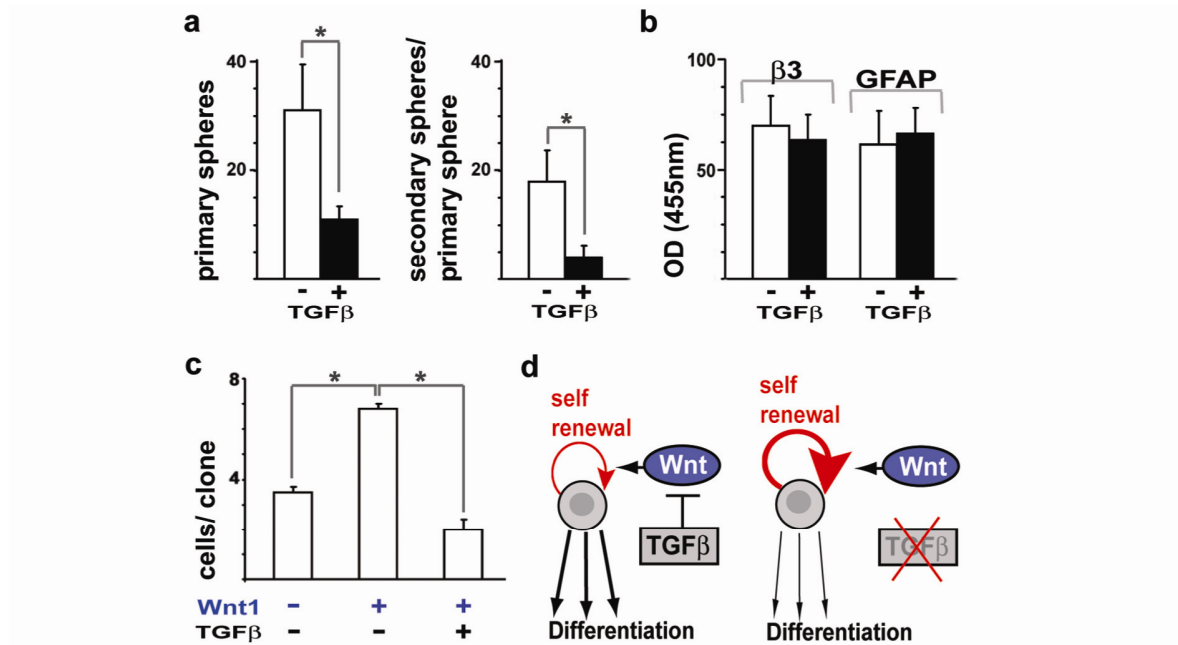 a
primary spheres
40
20
*
- +
TGFβ
secondary spheres/
primary sphere
40
20
*
- +
TGFβ
b
OD (455nm)
100
50
β3
GFAP
- + - +
TGFβ TGFβ
c
cells/ clone
8
4
* *
Wnt1 - + +
TGFβ - - +
d
self
renewal
Wnt
TGFβ
Differentiation
self
renewal
Wnt
TGFβ
Differentiation